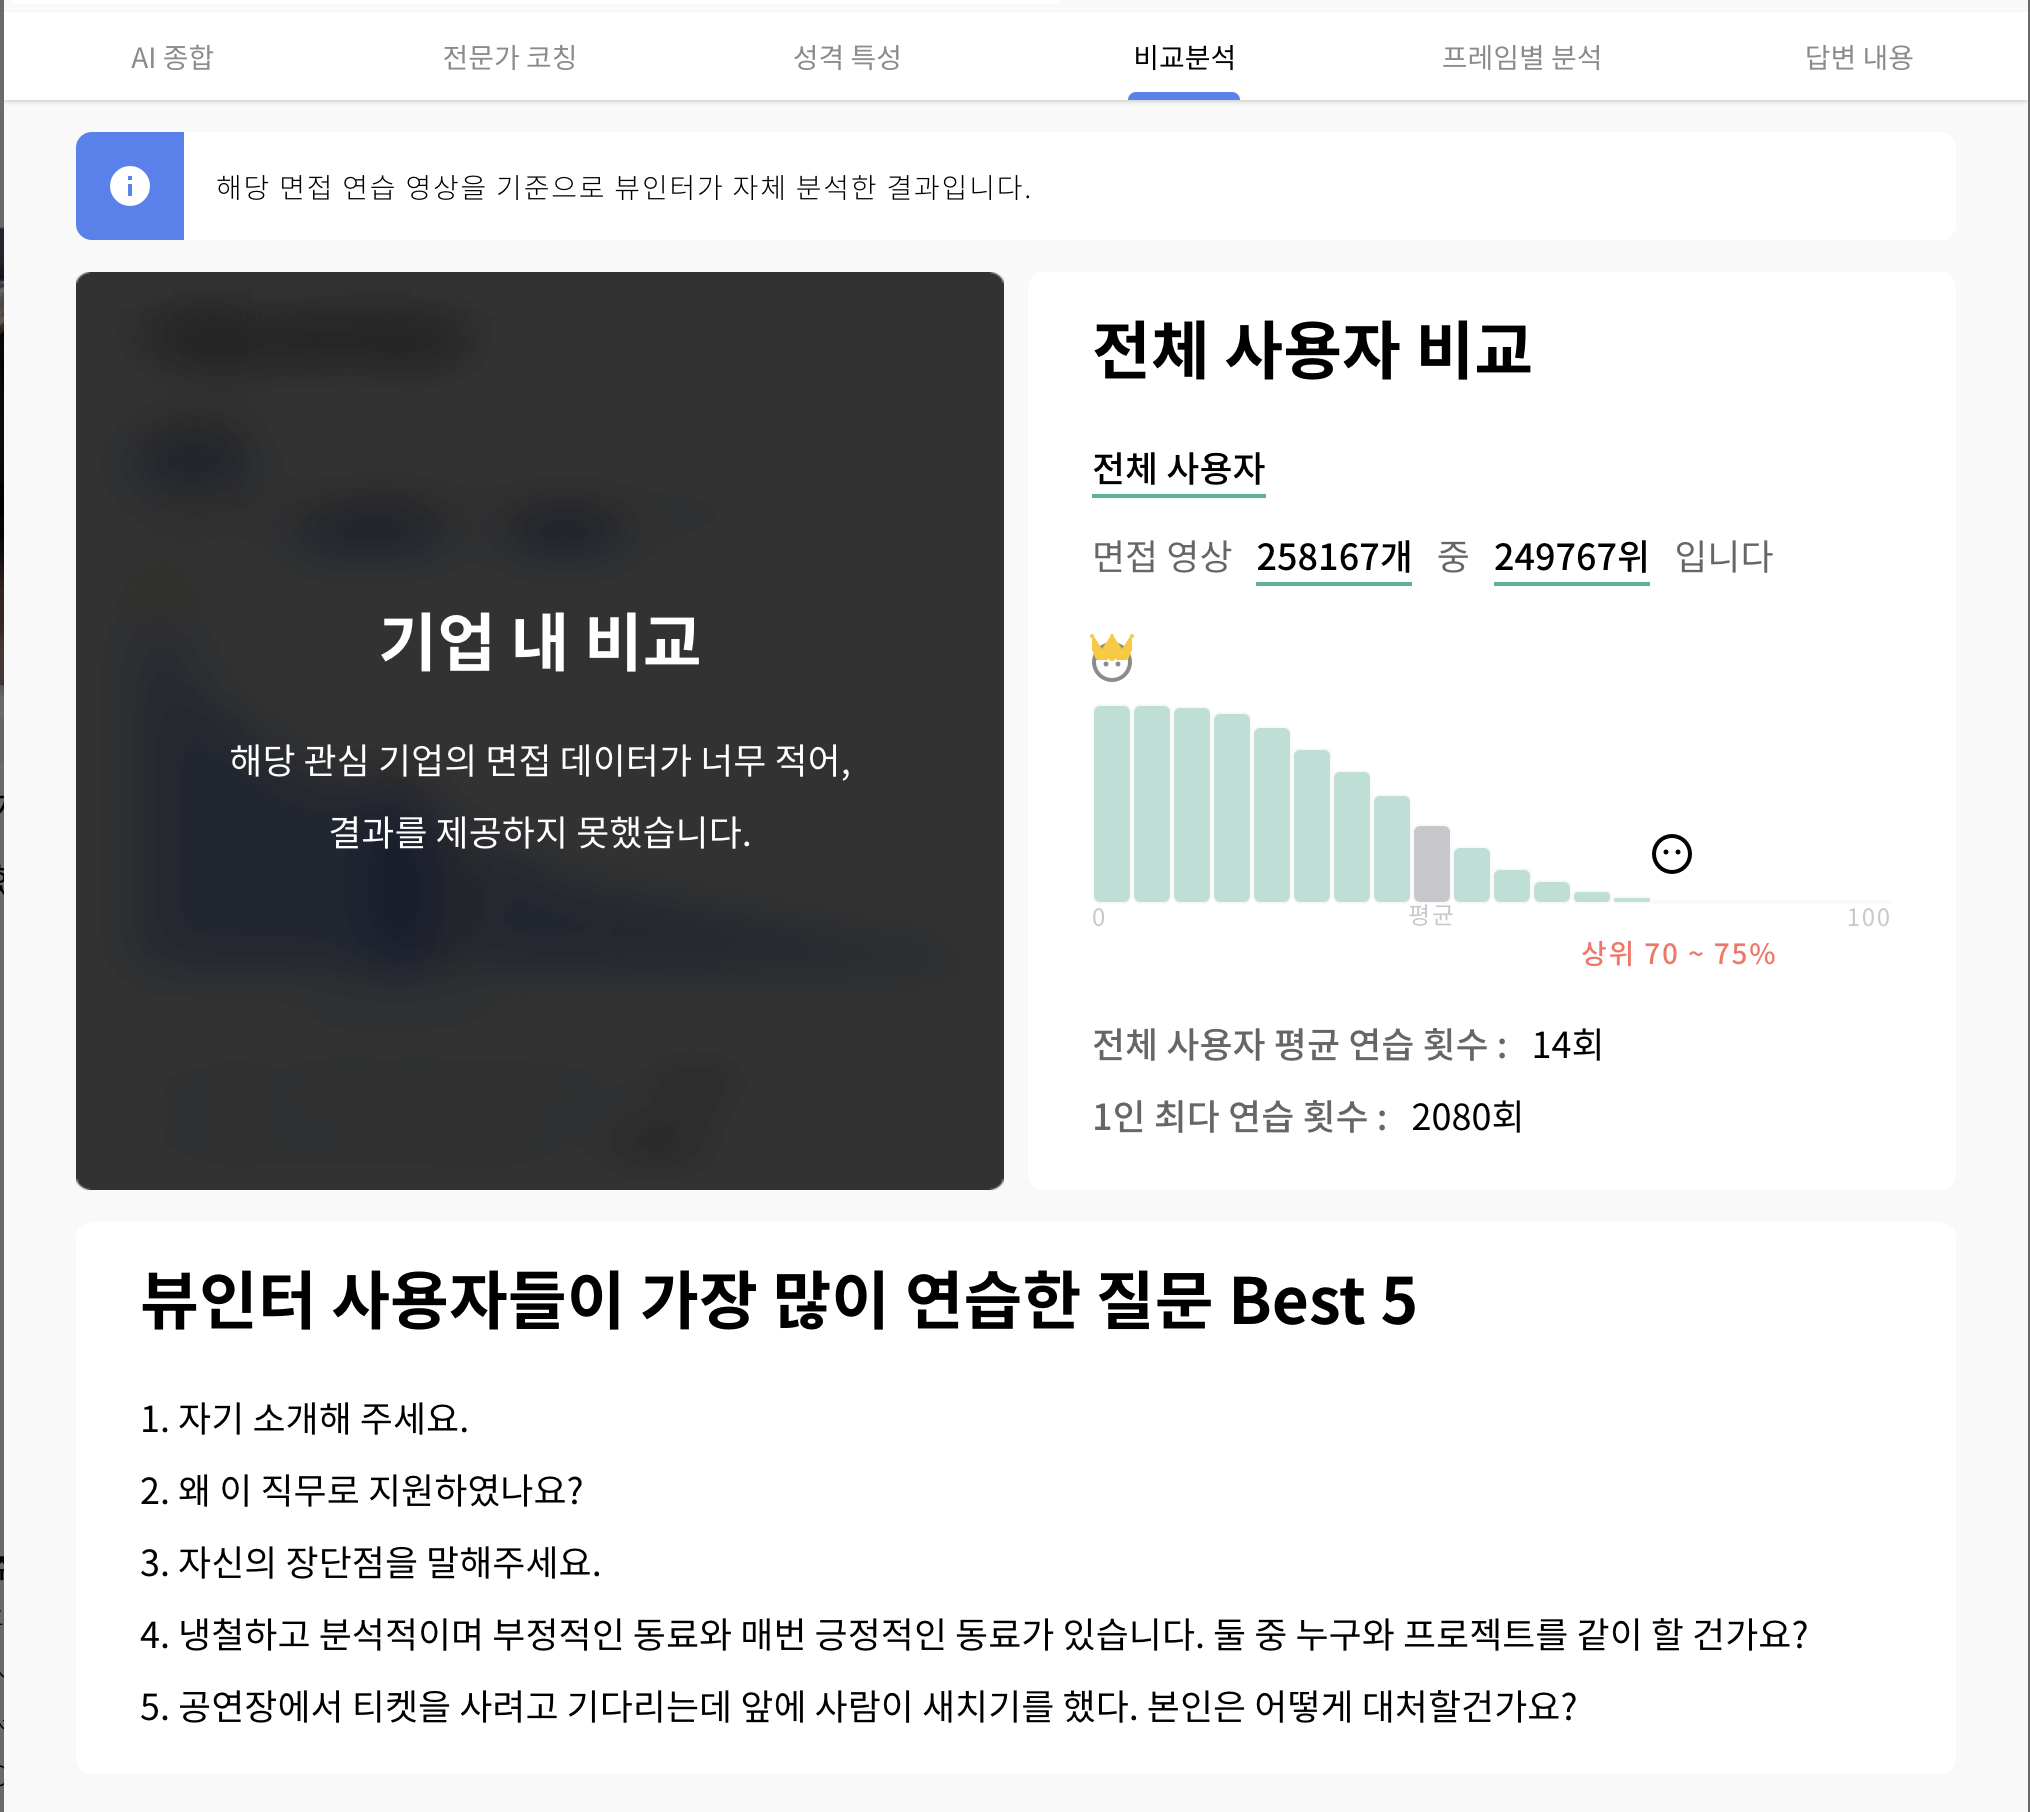 AI 종합
전문가 코칭
성격 특성
비교분석
프레임별 분석
답변 내용
해당 면접 연습 영상을 기준으로 뷰인터가 자체 분석한 결과입니다.
기업 내 비교
해당 관심 기업의 면접 데이터가 너무 적어,
결과를 제공하지 못했습니다.
전체 사용자 비교
전체 사용자
면접 영상 258167개 중 249767위 입니다
0 평균 100
상위 70 ~ 75%
전체 사용자 평균 연습 횟수 : 14회
1인 최다 연습 횟수 : 2080회
뷰인터 사용자들이 가장 많이 연습한 질문 Best 5
1. 자기 소개해 주세요.
2. 왜 이 직무로 지원하였나요?
3. 자신의 장단점을 말해주세요.
4. 냉철하고 분석적이며 부정적인 동료와 매번 긍정적인 동료가 있습니다. 둘 중 누구와 프로젝트를 같이 할 건가요?
5. 공연장에서 티켓을 사려고 기다리는데 앞에 사람이 새치기를 했다. 본인은 어떻게 대처할건가요?